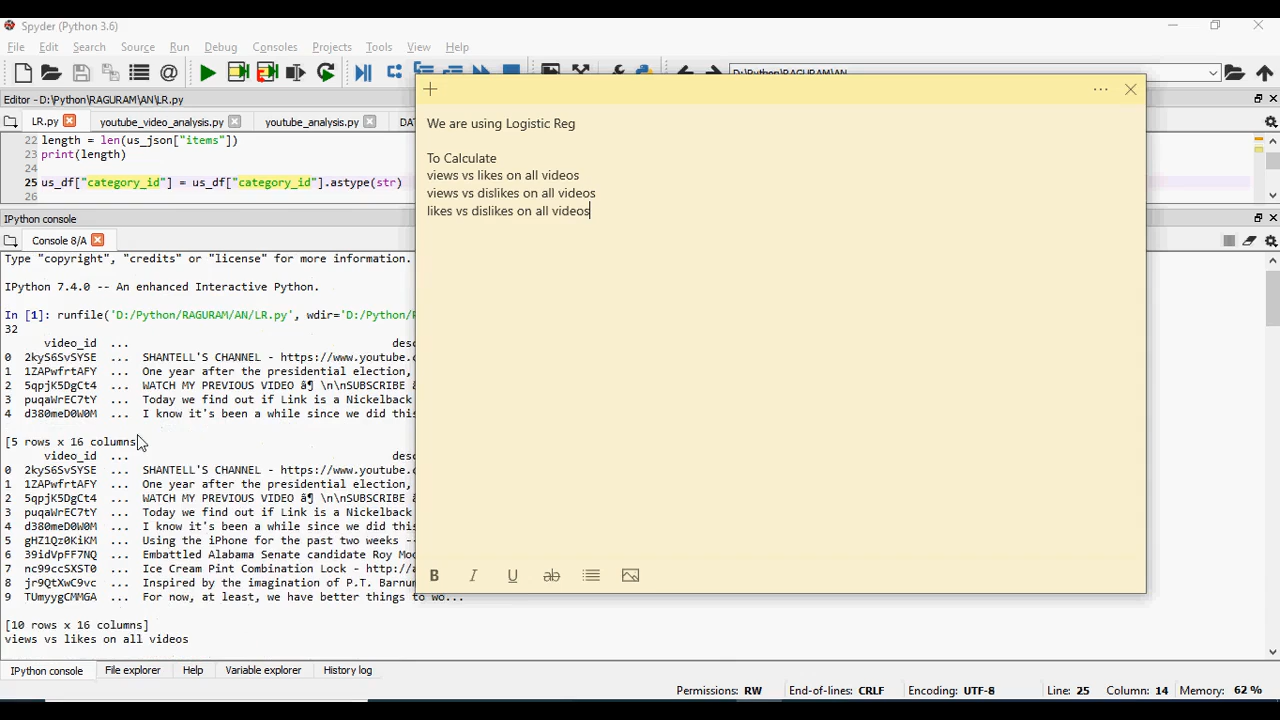 Spyder (Python 3.6)
File Edit Search Source Run Debug Consoles Projects Tools View Help
D:\Python\RAGURAM\AN
Editor - D:\Python\RAGURAM\AN\LR.py
LR.py youtube_video_analysis.py youtube_analysis.py DAT
22 length = len(us_json["items"])
23 print(length)
24
25 us_df["category_id"] = us_df["category_id"].astype(str)
26
We are using Logistic Reg
To Calculate
views vs likes on all videos
views vs dislikes on all videos
likes vs dislikes on all videos
B I U ab
IPython console
Console 8/A
Type "copyright", "credits" or "license" for more information.
IPython 7.4.0 -- An enhanced Interactive Python.
In [1]: runfile('D:/Python/RAGURAM/AN/LR.py', wdir='D:/Python/
32
video_id ... desc
0 2kyS6SvSYSE ... SHANTELL'S CHANNEL - https://www.youtube.
1 1ZAPwfrtAFY ... One year after the presidential election,
2 5qpjK5DgCt4 ... WATCH MY PREVIOUS VIDEO â¶ \n\nSUBSCRIBE
3 puqaWrEC7tY ... Today we find out if Link is a Nickelback
4 d380meD0W0M ... I know it's been a while since we did this
[5 rows x 16 columns]
video_id ... desc
0 2kyS6SvSYSE ... SHANTELL'S CHANNEL - https://www.youtube.
1 1ZAPwfrtAFY ... One year after the presidential election,
2 5qpjK5DgCt4 ... WATCH MY PREVIOUS VIDEO â¶ \n\nSUBSCRIBE
3 puqaWrEC7tY ... Today we find out if Link is a Nickelback
4 d380meD0W0M ... I know it's been a while since we did this
5 gHZ1Qz0KiKM ... Using the iPhone for the past two weeks --
6 39idVpFF7NQ ... Embattled Alabama Senate candidate Roy Moo
7 nc99ccSXST0 ... Ice Cream Pint Combination Lock - http://a
8 jr9QtXwC9vc ... Inspired by the imagination of P.T. Barnum
9 TUmyygCMMGA ... For now, at least, we have better things to wo...
[10 rows x 16 columns]
views vs likes on all videos
IPython console File explorer Help Variable explorer History log
Permissions: RW End-of-lines: CRLF Encoding: UTF-8 Line: 25 Column: 14 Memory: 62 %